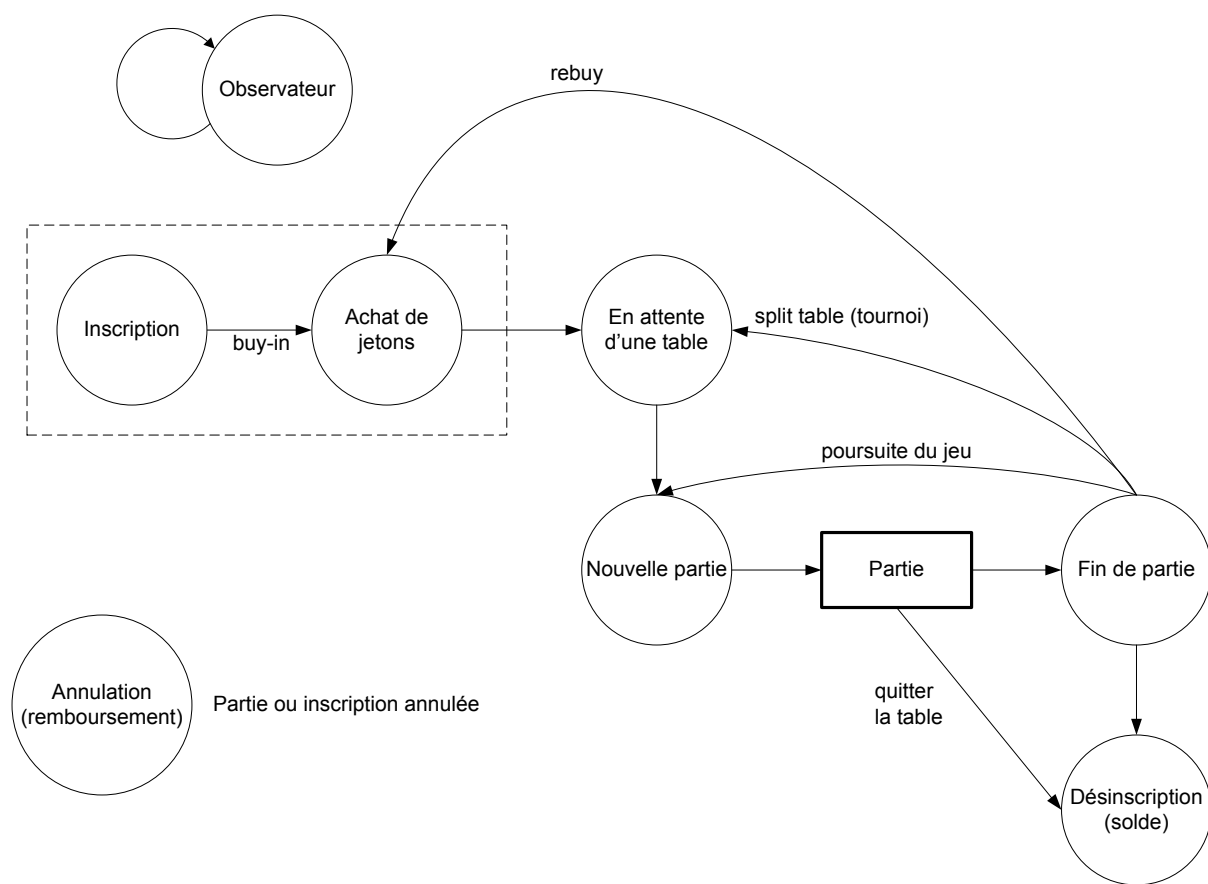 Observateur
rebuy
Inscription
buy-in
Achat de
jetons
En attente
d'une table
split table (tournoi)
poursuite du jeu
Nouvelle partie
Partie
Fin de partie
Annulation
(remboursement)
Partie ou inscription annulée
quitter
la table
Désinscription
(solde)